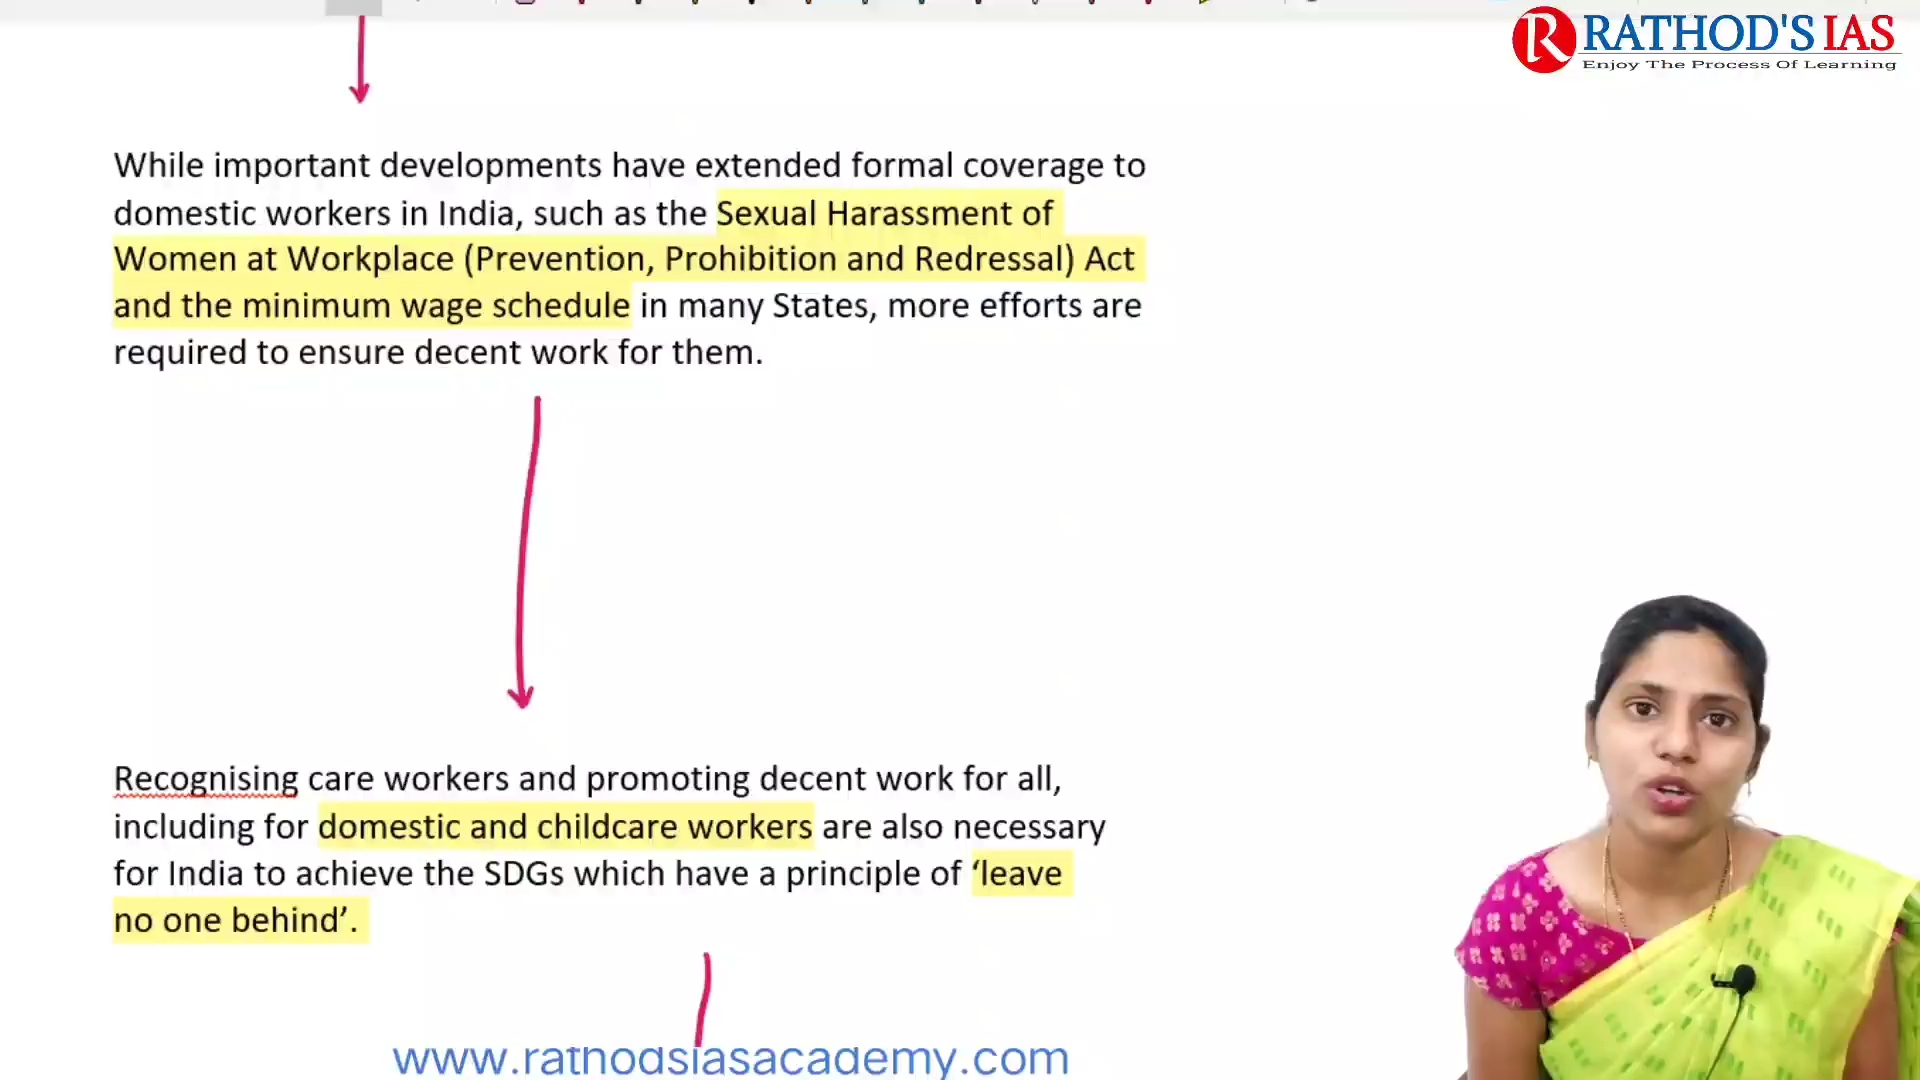 RATHOD'S IAS
Enjoy The Process Of Learning
While important developments have extended formal coverage to
domestic workers in India, such as the Sexual Harassment of
Women at Workplace (Prevention, Prohibition and Redressal) Act
and the minimum wage schedule in many States, more efforts are
required to ensure decent work for them.
Recognising care workers and promoting decent work for all,
including for domestic and childcare workers are also necessary
for India to achieve the SDGs which have a principle of ‘leave
no one behind’.
www.rathodsiasacademy.com